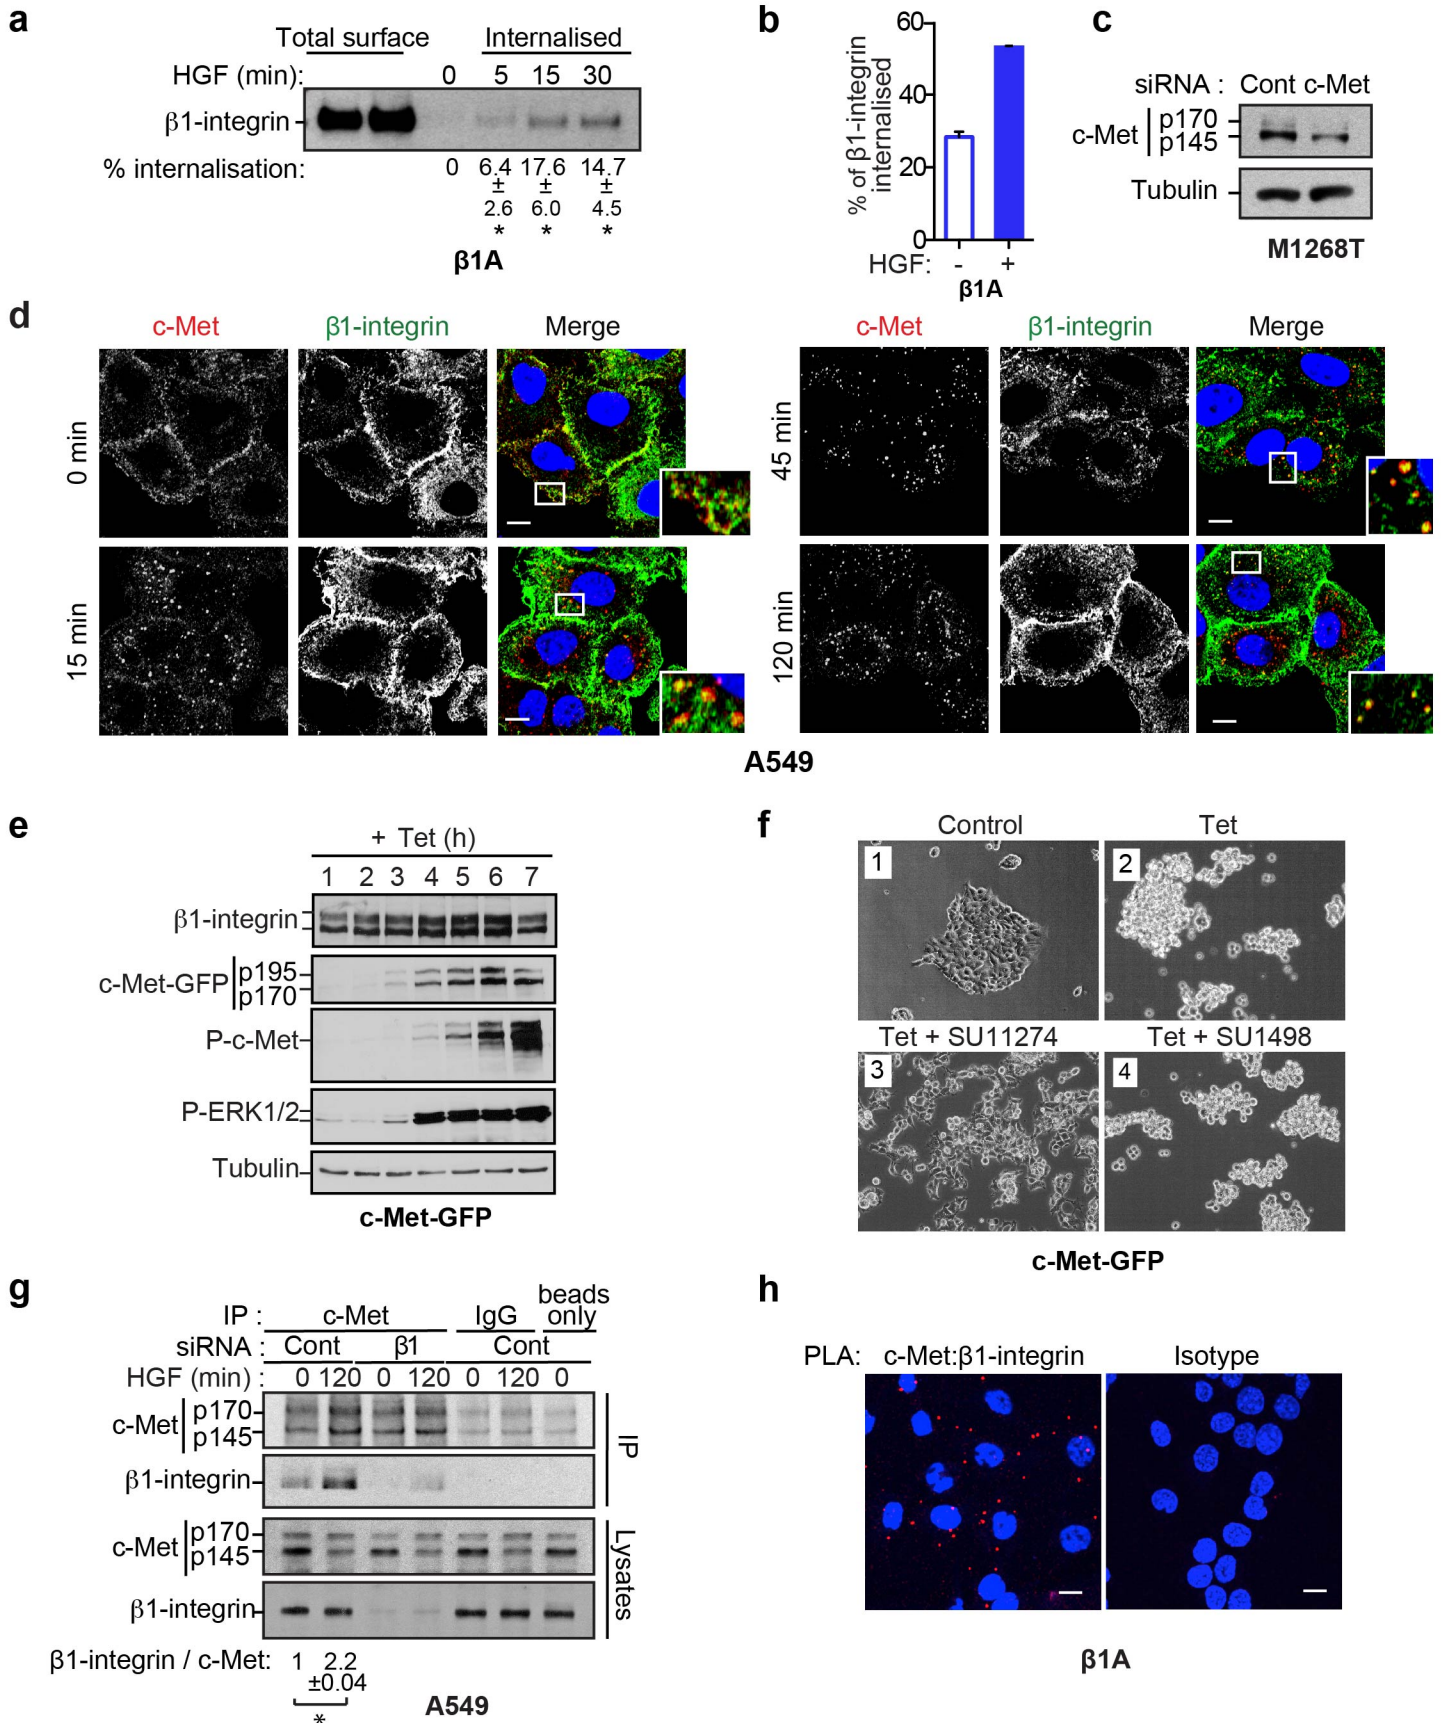 a
Total surface Internalised
HGF (min): 0 5 15 30
β1-integrin
% internalisation: 0 6.4 17.6 14.7
± ± ±
2.6 6.0 4.5
* * *
β1A
b
% of β1-integrin
internalised
60
40
20
0
HGF: - +
β1A
c
siRNA : Cont c-Met
c-Met p170
p145
Tubulin
M1268T
d
c-Met β1-integrin Merge c-Met β1-integrin Merge
0 min
45 min
15 min
120 min
A549
e
+ Tet (h)
1 2 3 4 5 6 7
β1-integrin
c-Met-GFP p195
p170
P-c-Met
P-ERK1/2
Tubulin
c-Met-GFP
f
Control Tet
1 2
Tet + SU11274 Tet + SU1498
3 4
c-Met-GFP
g
IP : c-Met IgG beads
only
siRNA : Cont β1 Cont
HGF (min) : 0 120 0 120 0 120 0
c-Met p170
p145
β1-integrin
IP
c-Met p170
p145
β1-integrin
Lysates
β1-integrin / c-Met: 1 2.2
±0.04
*
A549
h
PLA: c-Met:β1-integrin Isotype
β1A